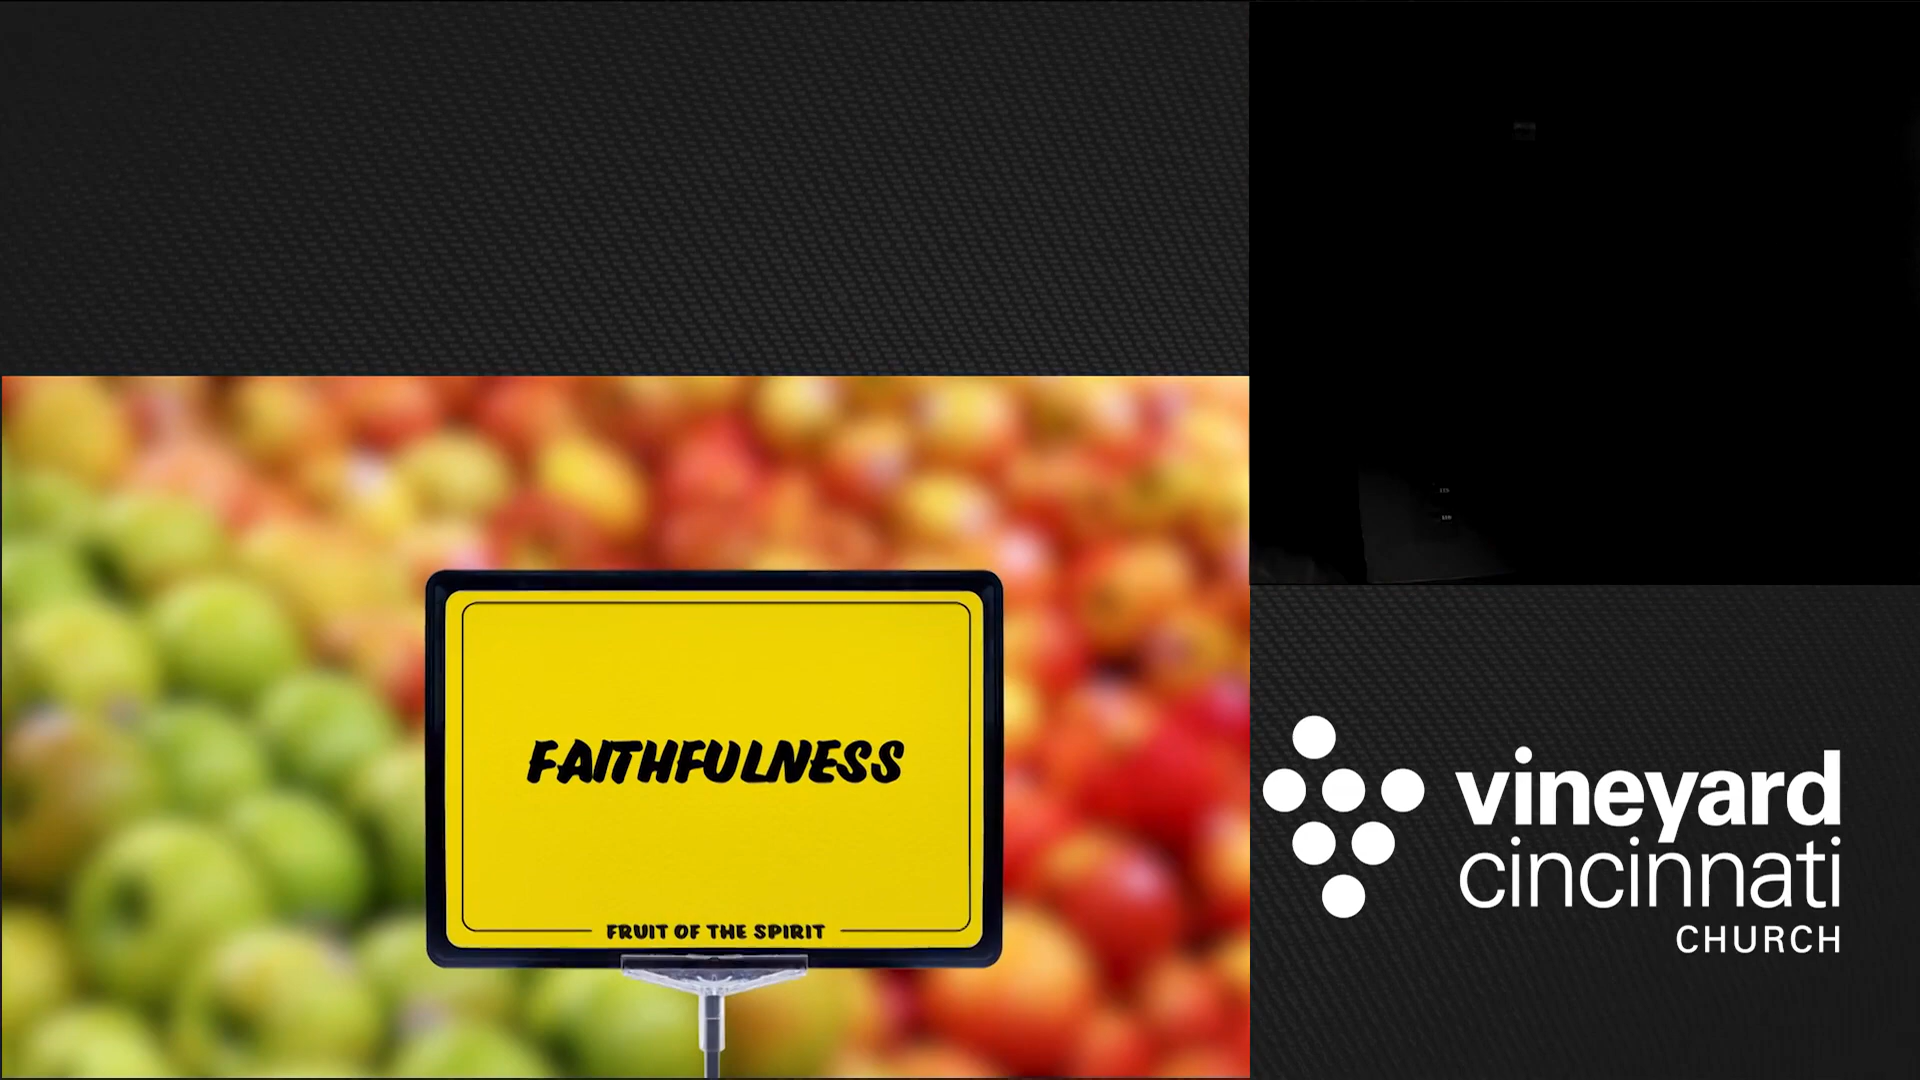 FAITHFULNESS
FRUIT OF THE SPIRIT
vineyard
cincinnati
CHURCH